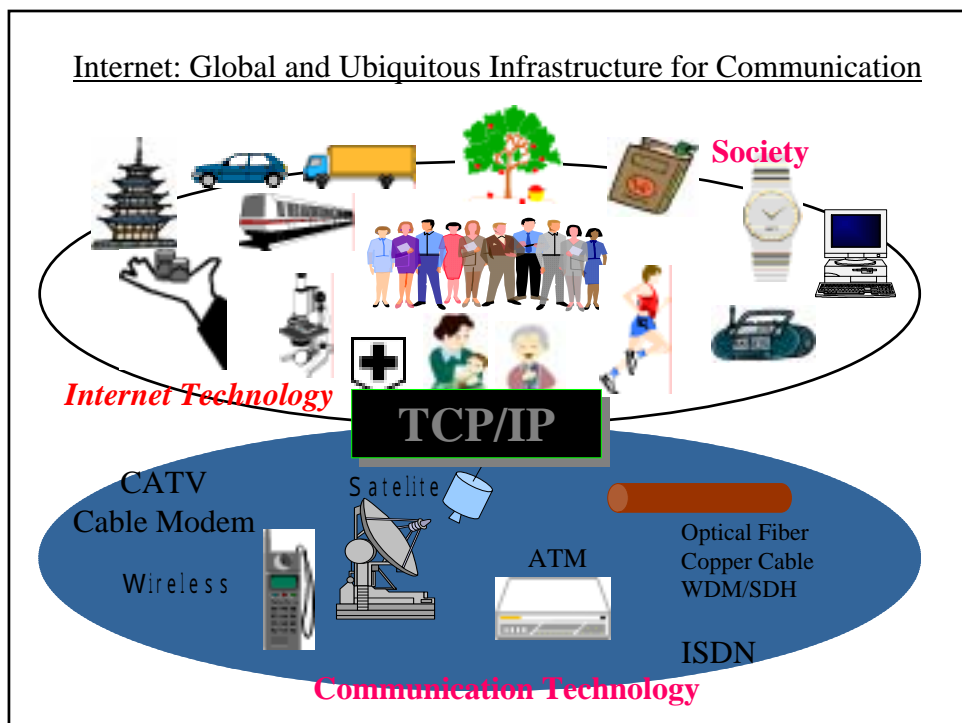 Internet: Global and Ubiquitous Infrastructure for Communication
Society
Internet Technology
TCP/IP
CATV
Cable Modem
Satelite
Wireless
ATM
Optical Fiber
Copper Cable
WDM/SDH
ISDN
Communication Technology